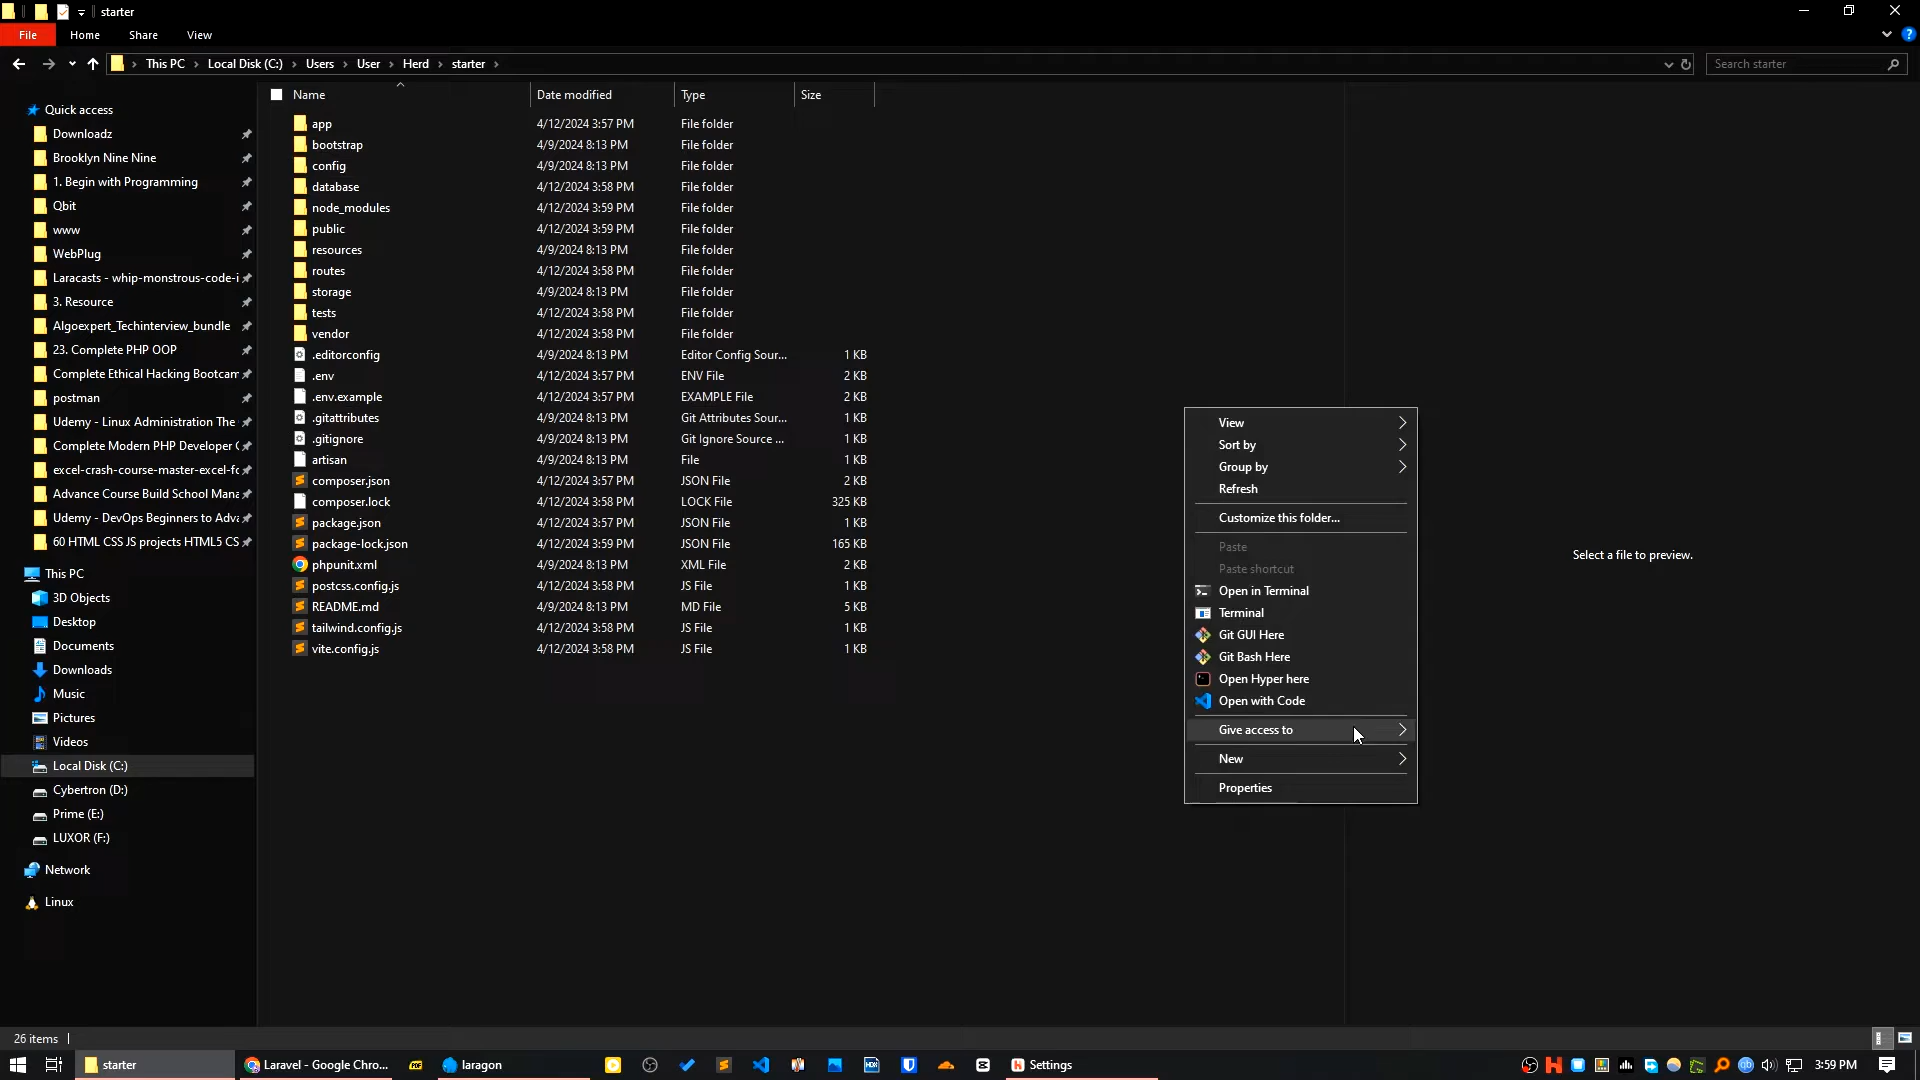 starter
File
Home
Share
View
This PC
Local Disk (C:)
Users
User
Herd
starter
Search starter
Name
Date modified
Type
Size
Quick access
Downloadz
Brooklyn Nine Nine
1. Begin with Programming
Qbit
www
WebPlug
Laracasts - whip-monstrous-code-i
3. Resource
Algoexpert_Techinterview_bundle
23. Complete PHP OOP
Complete Ethical Hacking Bootcam
postman
Udemy - Linux Administration The
Complete Modern PHP Developer C
excel-crash-course-master-excel-fo
Advance Course Build School Mana
Udemy - DevOps Beginners to Adva
60 HTML CSS JS projects HTML5 CS
This PC
3D Objects
Desktop
Documents
Downloads
Music
Pictures
Videos
Local Disk (C:)
Cybertron (D:)
Prime (E:)
LUXOR (F:)
Network
Linux
app 4/12/2024 3:57 PM File folder
bootstrap 4/9/2024 8:13 PM File folder
config 4/9/2024 8:13 PM File folder
database 4/12/2024 3:58 PM File folder
node_modules 4/12/2024 3:59 PM File folder
public 4/12/2024 3:59 PM File folder
resources 4/9/2024 8:13 PM File folder
routes 4/12/2024 3:58 PM File folder
storage 4/9/2024 8:13 PM File folder
tests 4/12/2024 3:58 PM File folder
vendor 4/12/2024 3:58 PM File folder
.editorconfig 4/9/2024 8:13 PM Editor Config Sour... 1 KB
.env 4/12/2024 3:57 PM ENV File 2 KB
.env.example 4/12/2024 3:57 PM EXAMPLE File 2 KB
.gitattributes 4/9/2024 8:13 PM Git Attributes Sour... 1 KB
.gitignore 4/9/2024 8:13 PM Git Ignore Source ... 1 KB
artisan 4/9/2024 8:13 PM File 1 KB
composer.json 4/12/2024 3:57 PM JSON File 2 KB
composer.lock 4/12/2024 3:58 PM LOCK File 325 KB
package.json 4/12/2024 3:57 PM JSON File 1 KB
package-lock.json 4/12/2024 3:59 PM JSON File 165 KB
phpunit.xml 4/9/2024 8:13 PM XML File 2 KB
postcss.config.js 4/12/2024 3:58 PM JS File 1 KB
README.md 4/9/2024 8:13 PM MD File 5 KB
tailwind.config.js 4/12/2024 3:58 PM JS File 1 KB
vite.config.js 4/12/2024 3:58 PM JS File 1 KB
View
Sort by
Group by
Refresh
Customize this folder...
Paste
Paste shortcut
Open in Terminal
Terminal
Git GUI Here
Git Bash Here
Open Hyper here
Open with Code
Give access to
New
Properties
Select a file to preview.
26 items
starter
Laravel - Google Chro...
laragon
Settings
3:59 PM